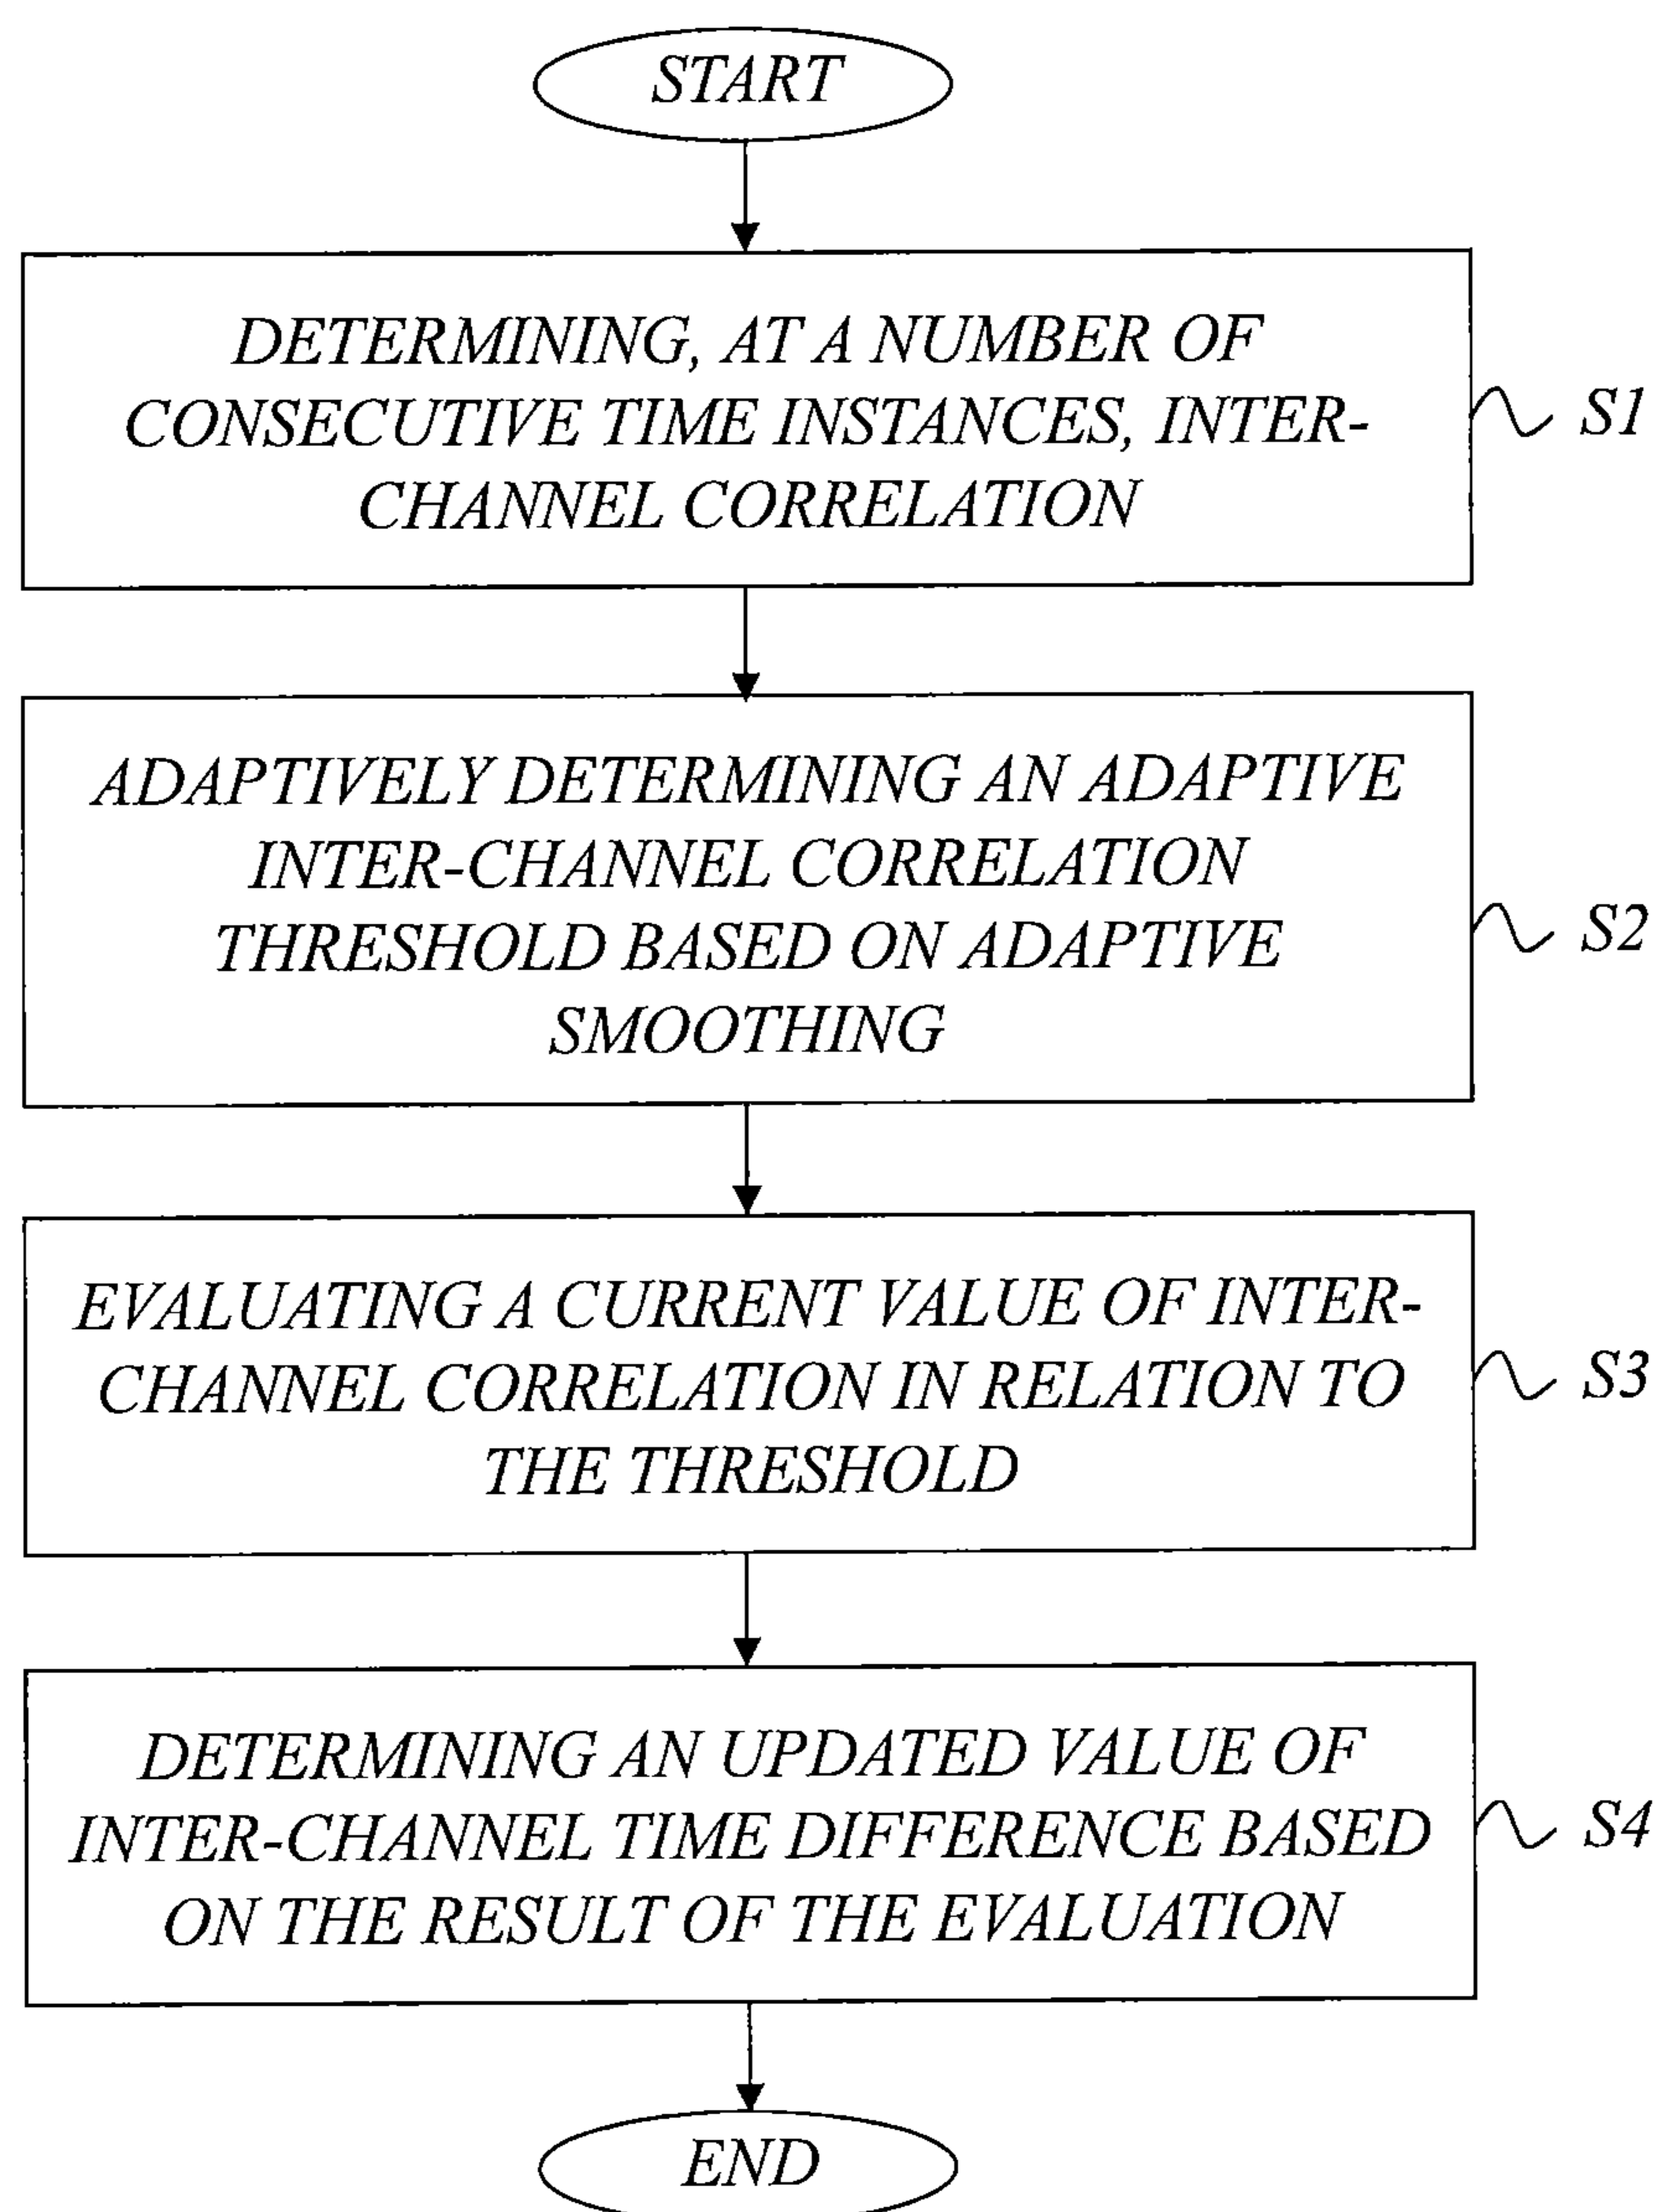 START
DETERMINING, AT A NUMBER OF
CONSECUTIVE TIME INSTANCES, INTER-
CHANNEL CORRELATION
S1
ADAPTIVELY DETERMINING AN ADAPTIVE
INTER-CHANNEL CORRELATION
THRESHOLD BASED ON ADAPTIVE
SMOOTHING
S2
EVALUATING A CURRENT VALUE OF INTER-
CHANNEL CORRELATION IN RELATION TO
THE THRESHOLD
S3
DETERMINING AN UPDATED VALUE OF
INTER-CHANNEL TIME DIFFERENCE BASED
ON THE RESULT OF THE EVALUATION
S4
END